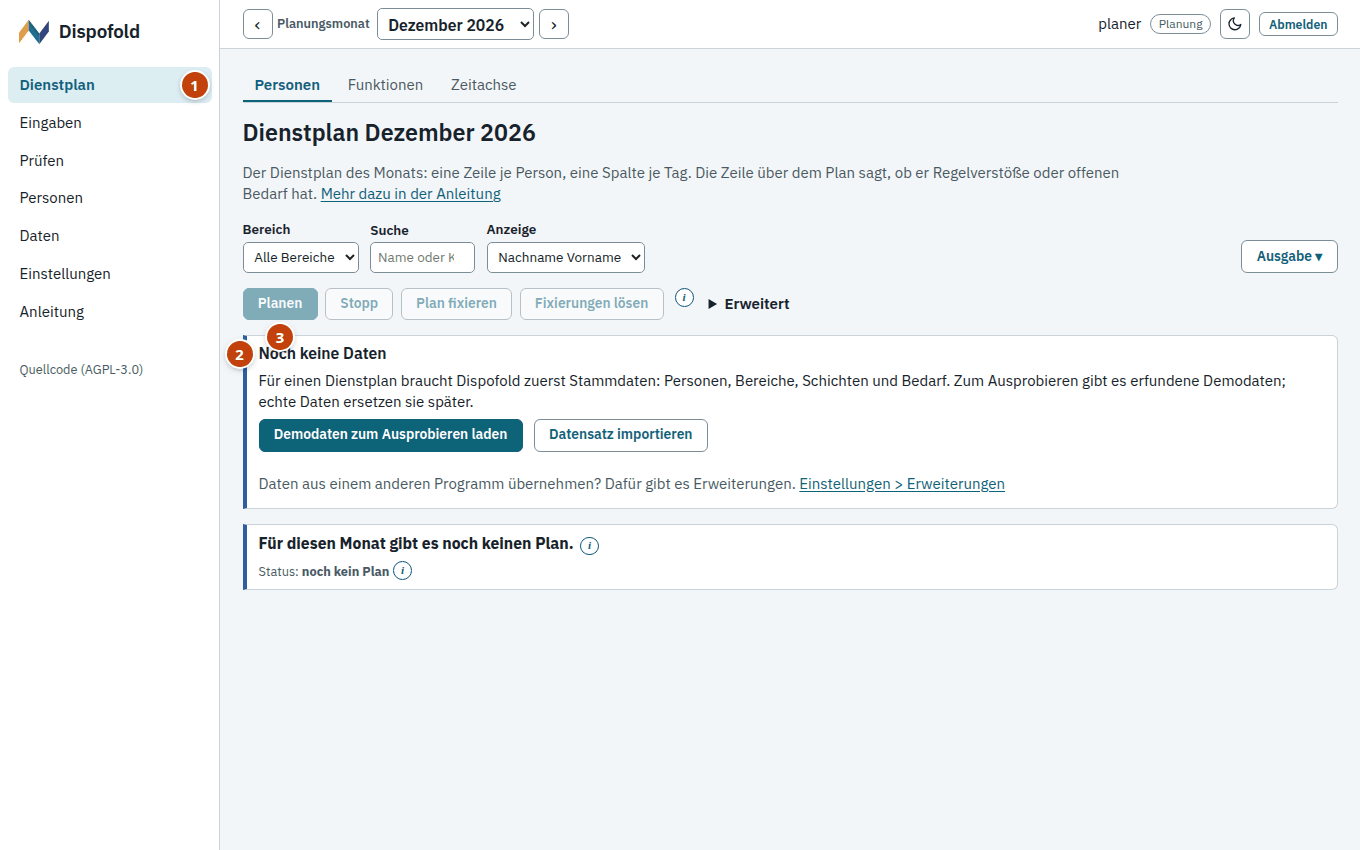 Dispofold
Dienstplan
1
Eingaben
Prüfen
Personen
Daten
Einstellungen
Anleitung
Quellcode (AGPL-3.0)
‹ Planungsmonat Dezember 2026 ›
planer Planung Abmelden
Personen Funktionen Zeitachse
Dienstplan Dezember 2026
Der Dienstplan des Monats: eine Zeile je Person, eine Spalte je Tag. Die Zeile über dem Plan sagt, ob er Regelverstöße oder offenen
Bedarf hat. Mehr dazu in der Anleitung
Bereich Suche Anzeige
Alle Bereiche Name oder K Nachname Vorname Ausgabe ▾
Planen Stopp Plan fixieren Fixierungen lösen i ▶ Erweitert
3
2
Noch keine Daten
Für einen Dienstplan braucht Dispofold zuerst Stammdaten: Personen, Bereiche, Schichten und Bedarf. Zum Ausprobieren gibt es erfundene Demodaten;
echte Daten ersetzen sie später.
Demodaten zum Ausprobieren laden Datensatz importieren
Daten aus einem anderen Programm übernehmen? Dafür gibt es Erweiterungen. Einstellungen > Erweiterungen
Für diesen Monat gibt es noch keinen Plan. i
Status: noch kein Plan i